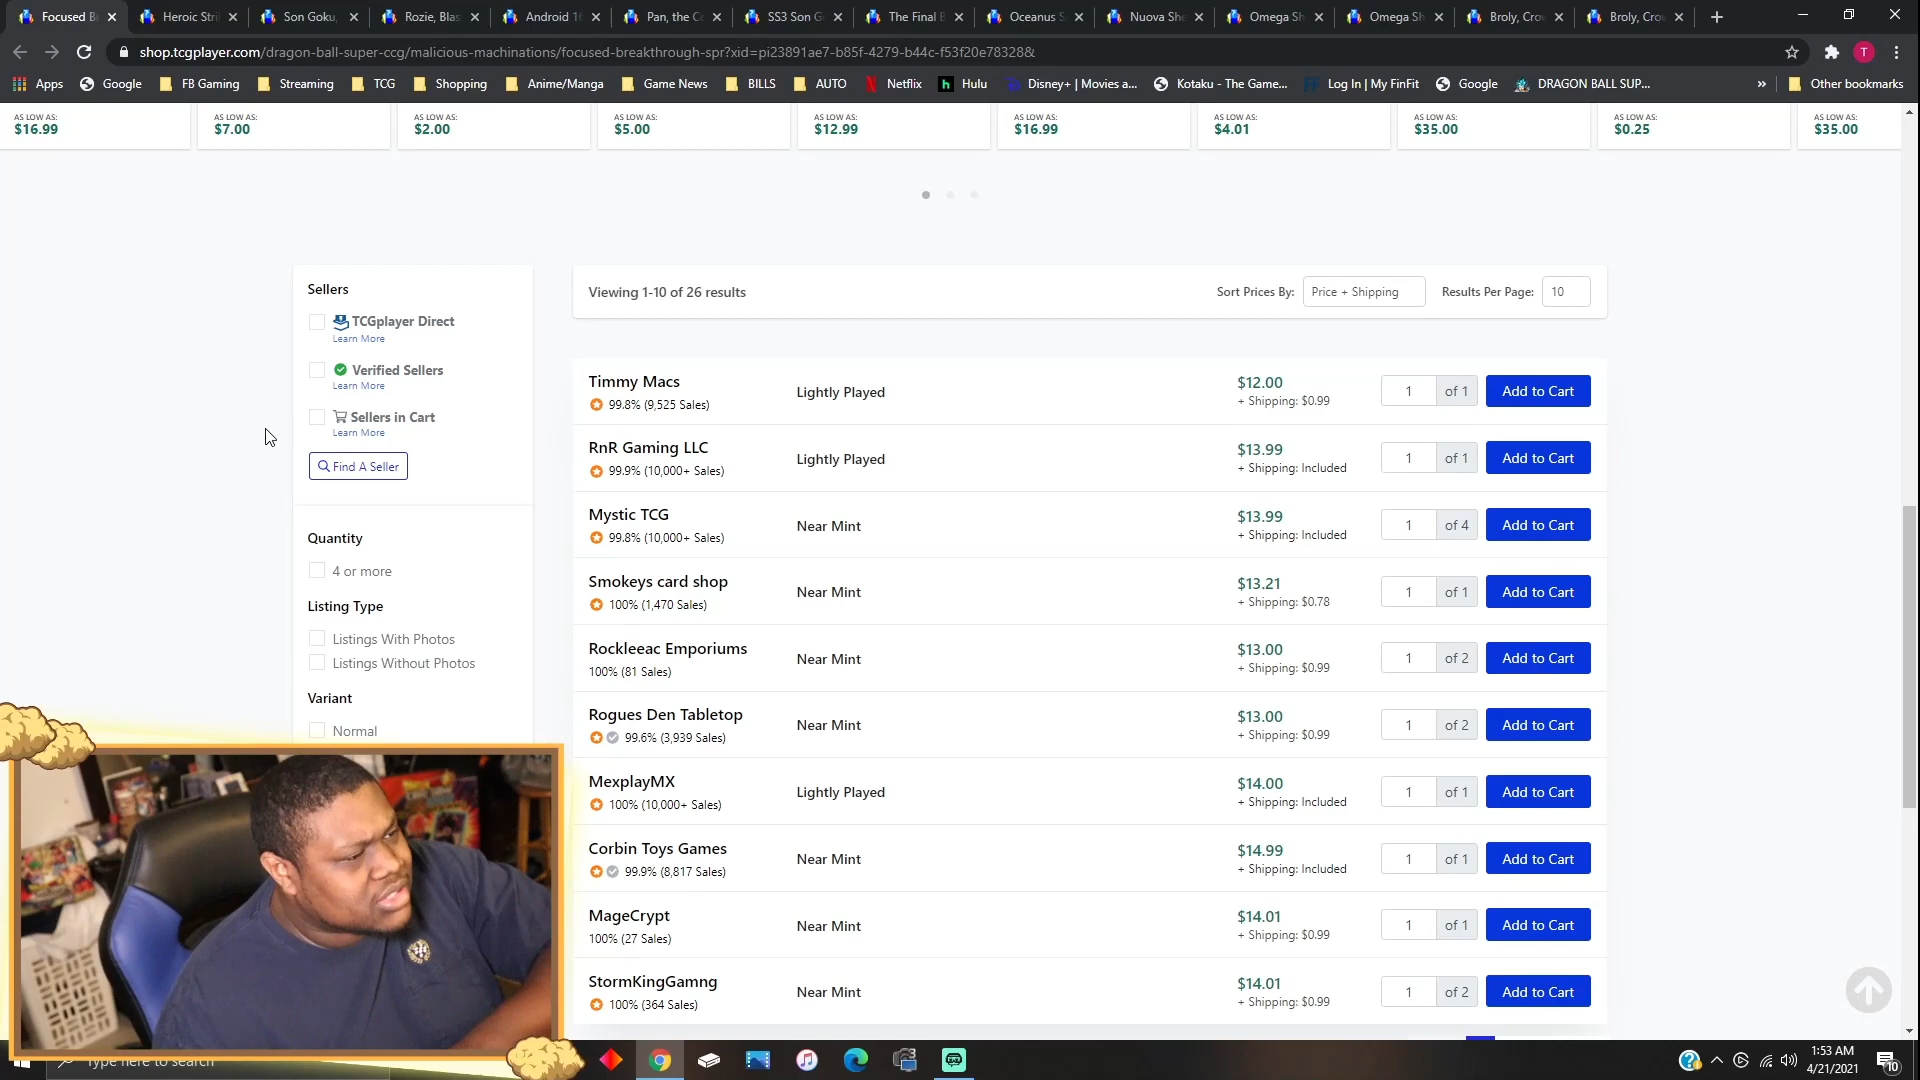 Focused B
Heroic Stri
Son Goku,
Rozie, Blas
Android 16
Pan, the Co
SS3 Son G
The Final B
Oceanus S
Nuova She
Omega Sh
Omega Sh
Broly, Crow
Broly, Crow
shop.tcgplayer.com/dragon-ball-super-ccg/malicious-machinations/focused-breakthrough-spr?xid=pi23891ae7-b85f-4279-b44c-f53f20e78328&
T
Apps
Google
FB Gaming
Streaming
TCG
Shopping
Anime/Manga
Game News
BILLS
AUTO
Netflix
h Hulu
Disney+ | Movies a...
Kotaku - The Game...
FF Log In | My FinFit
Google
DRAGON BALL SUP...
»
Other bookmarks
AS LOW AS: AS LOW AS: AS LOW AS: AS LOW AS: AS LOW AS: AS LOW AS: AS LOW AS: AS LOW AS: AS LOW AS: AS LOW AS:
$16.99 $7.00 $2.00 $5.00 $12.99 $16.99 $4.01 $35.00 $0.25 $35.00
Sellers
TCGplayer Direct
Learn More
Verified Sellers
Learn More
Sellers in Cart
Learn More
Find A Seller
Quantity
4 or more
Listing Type
Listings With Photos
Listings Without Photos
Variant
Normal
Viewing 1-10 of 26 results
Sort Prices By: Price + Shipping Results Per Page: 10
Timmy Macs
99.8% (9,525 Sales)
Lightly Played
$12.00
+ Shipping: $0.99
1 of 1 Add to Cart
RnR Gaming LLC
99.9% (10,000+ Sales)
Lightly Played
$13.99
+ Shipping: Included
1 of 1 Add to Cart
Mystic TCG
99.8% (10,000+ Sales)
Near Mint
$13.99
+ Shipping: Included
1 of 4 Add to Cart
Smokeys card shop
100% (1,470 Sales)
Near Mint
$13.21
+ Shipping: $0.78
1 of 1 Add to Cart
Rockleeac Emporiums
100% (81 Sales)
Near Mint
$13.00
+ Shipping: $0.99
1 of 2 Add to Cart
Rogues Den Tabletop
99.6% (3,939 Sales)
Near Mint
$13.00
+ Shipping: $0.99
1 of 2 Add to Cart
MexplayMX
100% (10,000+ Sales)
Lightly Played
$14.00
+ Shipping: Included
1 of 1 Add to Cart
Corbin Toys Games
99.9% (8,817 Sales)
Near Mint
$14.99
+ Shipping: Included
1 of 1 Add to Cart
MageCrypt
100% (27 Sales)
Near Mint
$14.01
+ Shipping: $0.99
1 of 1 Add to Cart
StormKingGamng
100% (364 Sales)
Near Mint
$14.01
+ Shipping: $0.99
1 of 2 Add to Cart
Type here to search
1:53 AM
4/21/2021
10